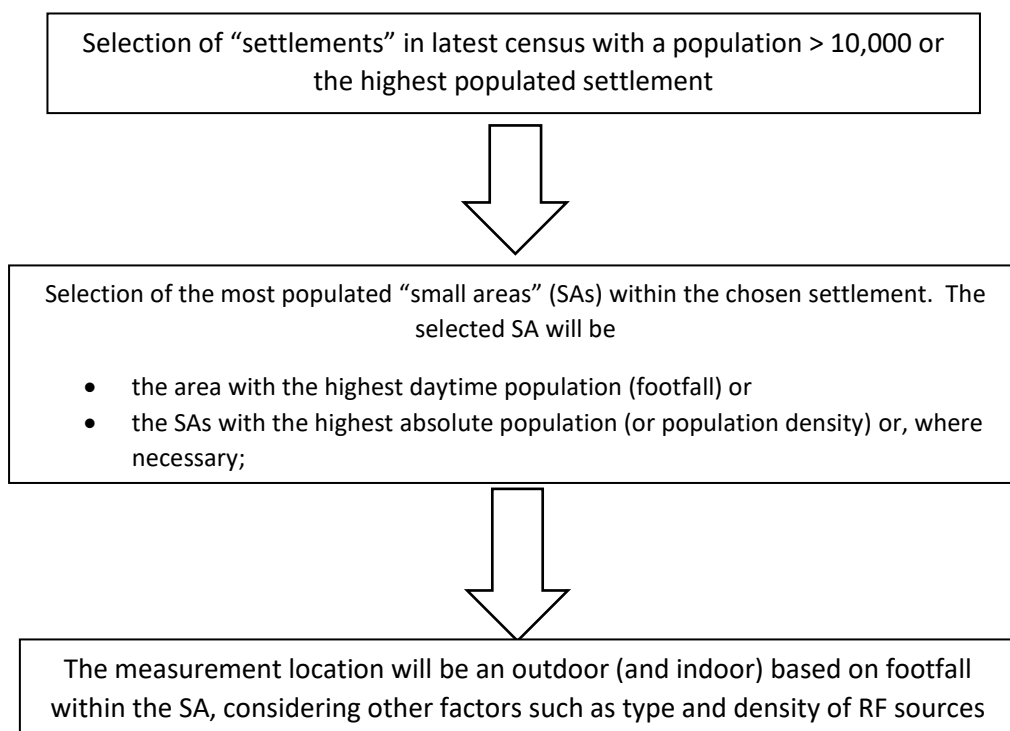 Selection of “settlements” in latest census with a population > 10,000 or
the highest populated settlement
Selection of the most populated “small areas” (SAs) within the chosen settlement.  The
selected SA will be
• the area with the highest daytime population (footfall) or
• the SAs with the highest absolute population (or population density) or, where
necessary;
The measurement location will be an outdoor (and indoor) based on footfall
within the SA, considering other factors such as type and density of RF sources